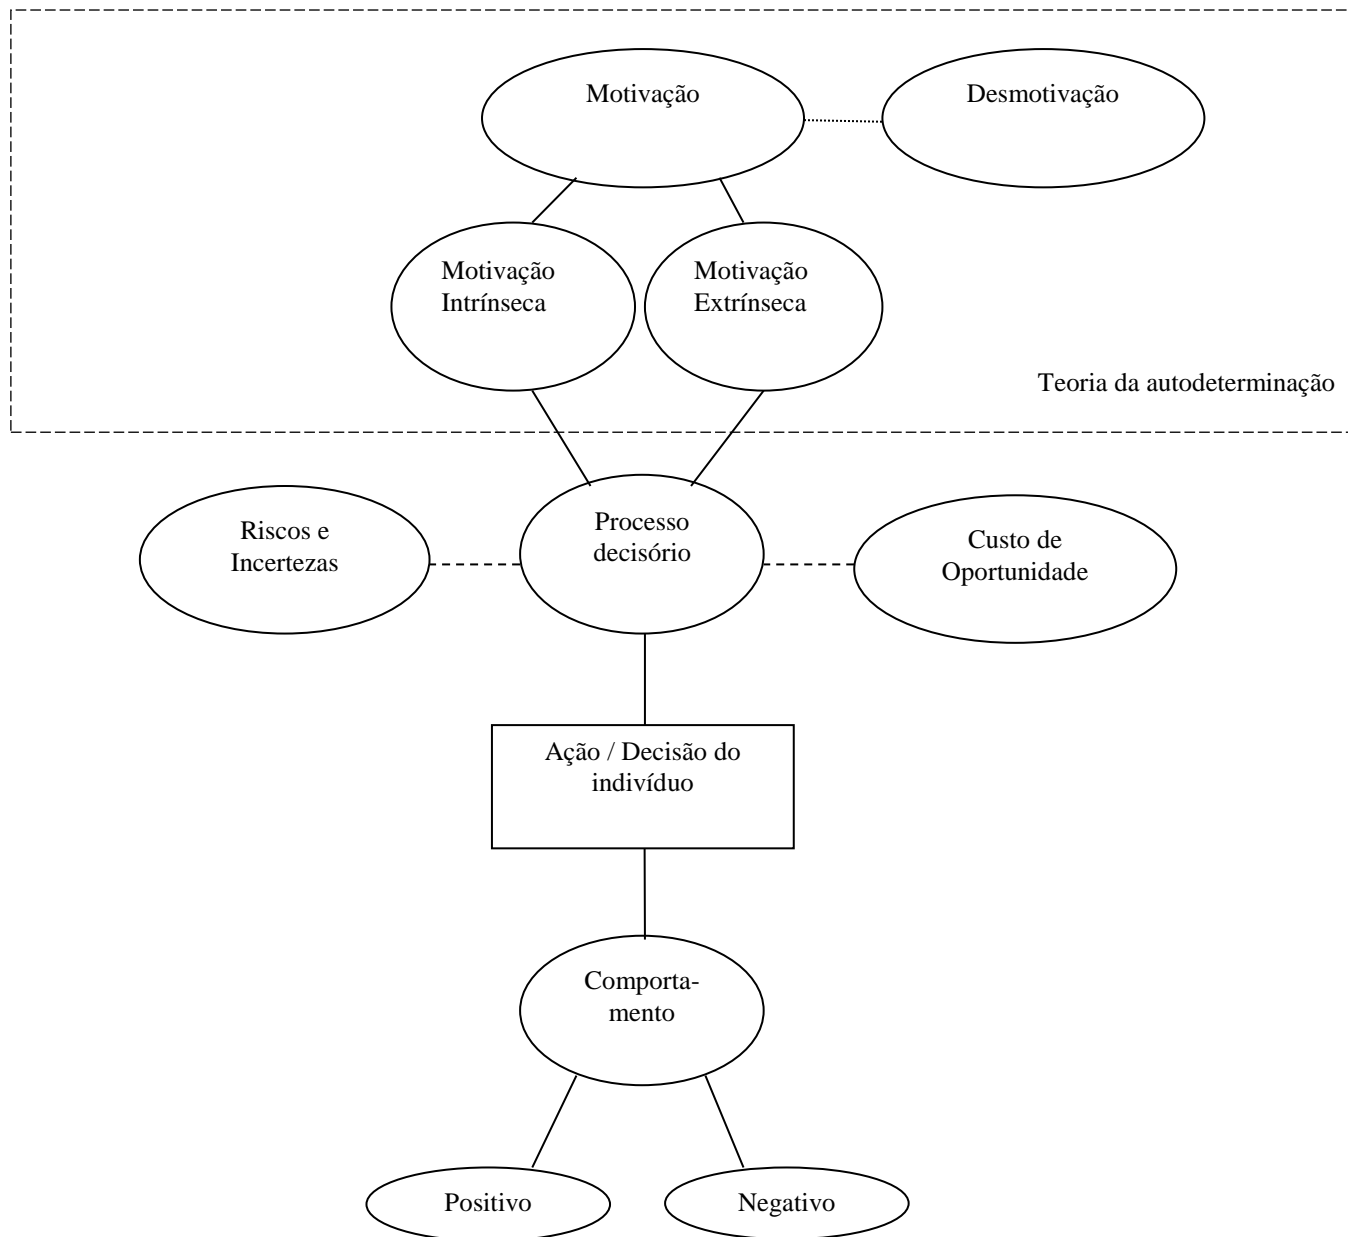 Motivação
Desmotivação
Motivação
Intrínseca
Motivação
Extrínseca
Teoria da autodeterminação
Riscos e
Incertezas
Processo
decisório
Custo de
Oportunidade
Ação / Decisão do
indivíduo
Comporta-
mento
Positivo
Negativo